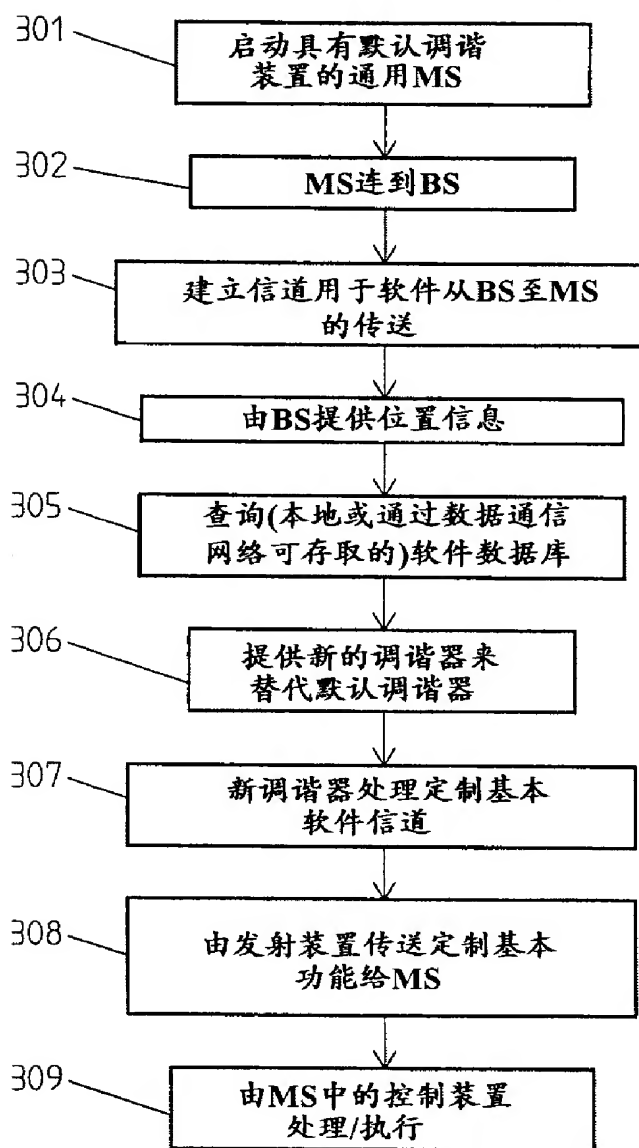 301
启动具有默认调谐
装置的通用MS
302
MS连到BS
303
建立信道用于软件从BS至MS
的传送
304
由BS提供位置信息
305
查询(本地或通过数据通信
网络可存取的)软件数据库
306
提供新的调谐器来
替代默认调谐器
307
新调谐器处理定制基本
软件信道
308
由发射装置传送定制基本
功能给MS
309
由MS中的控制装置
处理/执行